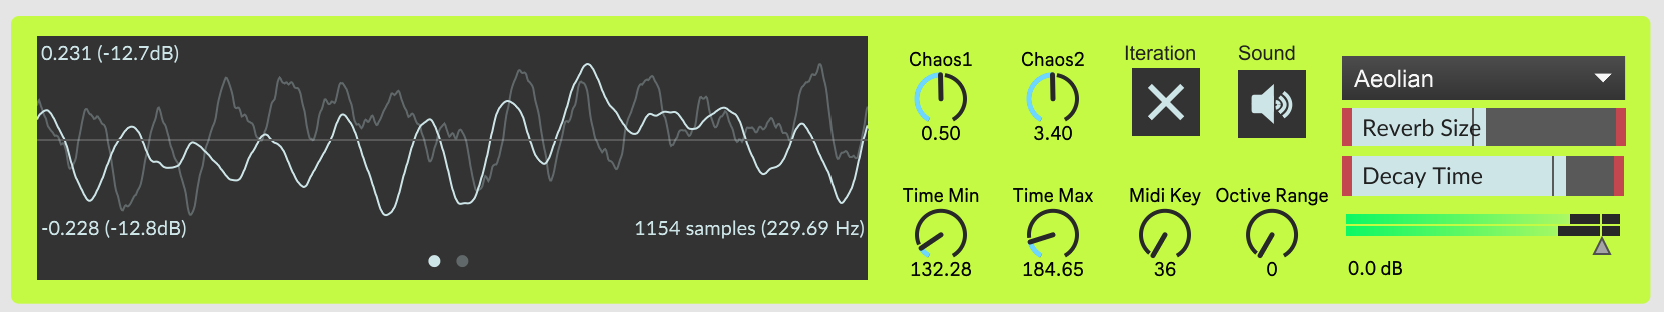 0.231 (-12.7dB)
-0.228 (-12.8dB)
1154 samples (229.69 Hz)
Chaos1
0.50
Chaos2
3.40
Iteration
Sound
Time Min
132.28
Time Max
184.65
Midi Key
36
Octive Range
0
Aeolian
Reverb Size
Decay Time
0.0 dB